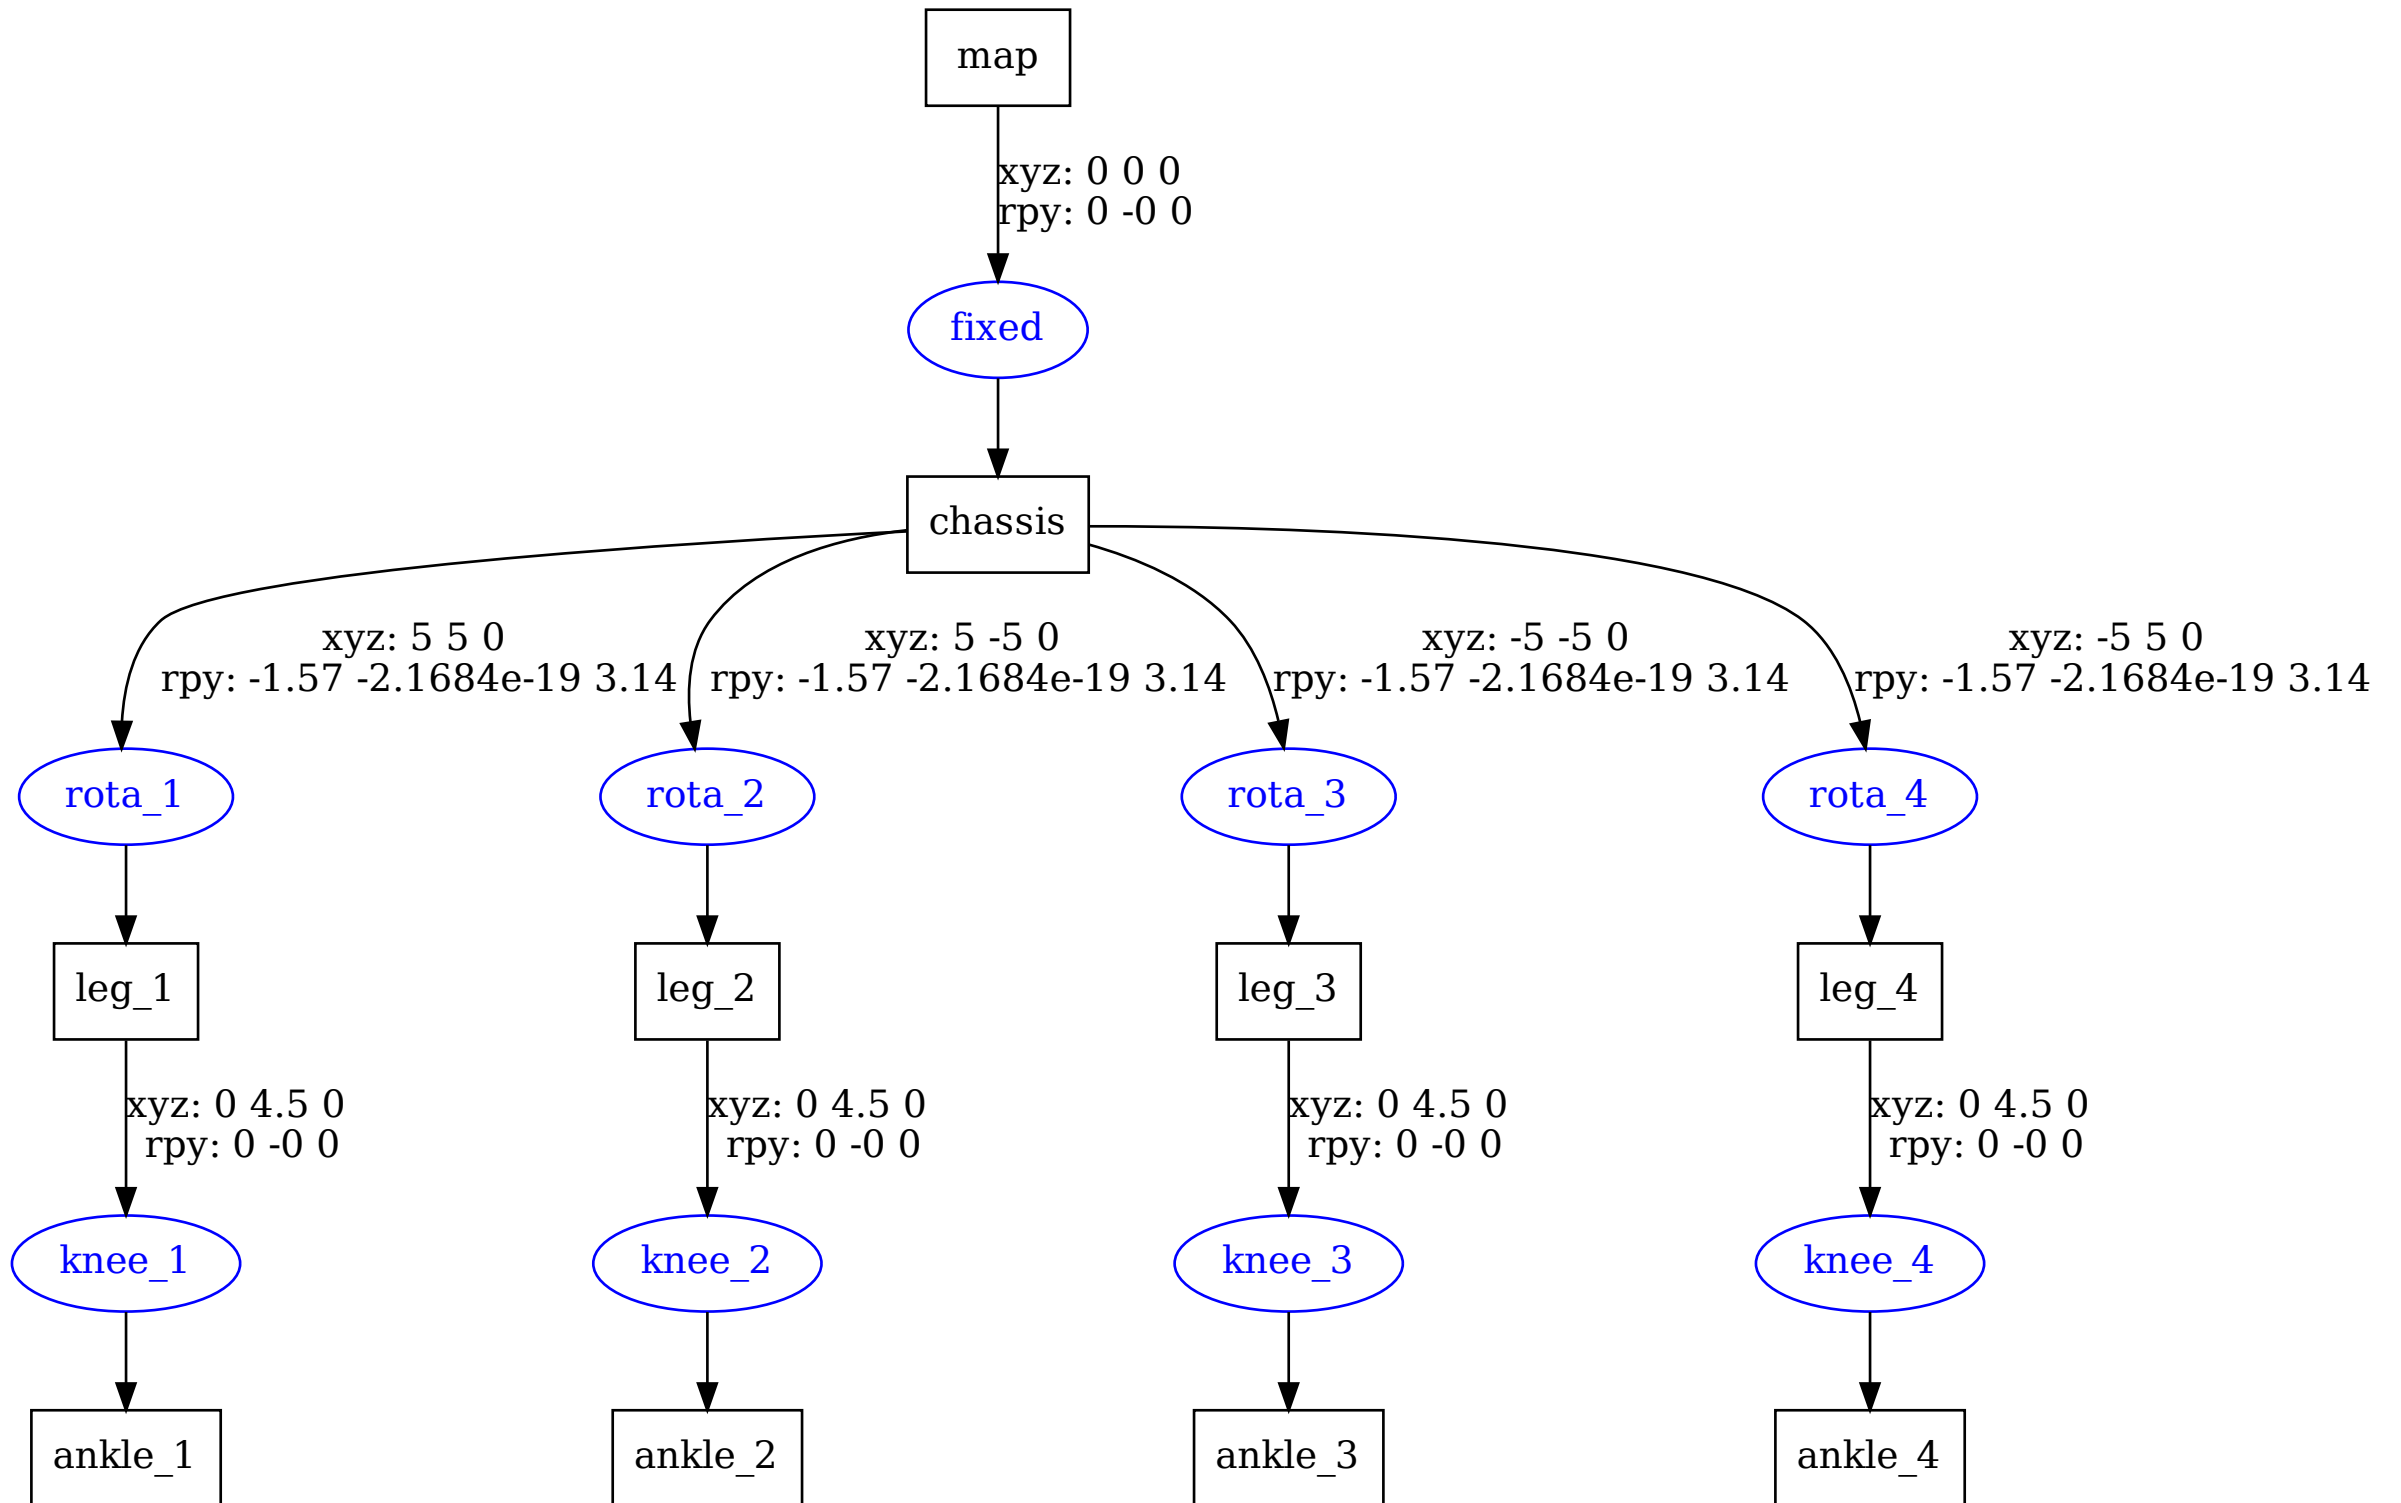 map
xyz: 0 0 0
rpy: 0 -0 0
fixed
chassis
xyz: 5 5 0
rpy: -1.57 -2.1684e-19 3.14
xyz: 5 -5 0
rpy: -1.57 -2.1684e-19 3.14
xyz: -5 -5 0
rpy: -1.57 -2.1684e-19 3.14
xyz: -5 5 0
rpy: -1.57 -2.1684e-19 3.14
rota_1
rota_2
rota_3
rota_4
leg_1
leg_2
leg_3
leg_4
xyz: 0 4.5 0
rpy: 0 -0 0
xyz: 0 4.5 0
rpy: 0 -0 0
xyz: 0 4.5 0
rpy: 0 -0 0
xyz: 0 4.5 0
rpy: 0 -0 0
knee_1
knee_2
knee_3
knee_4
ankle_1
ankle_2
ankle_3
ankle_4